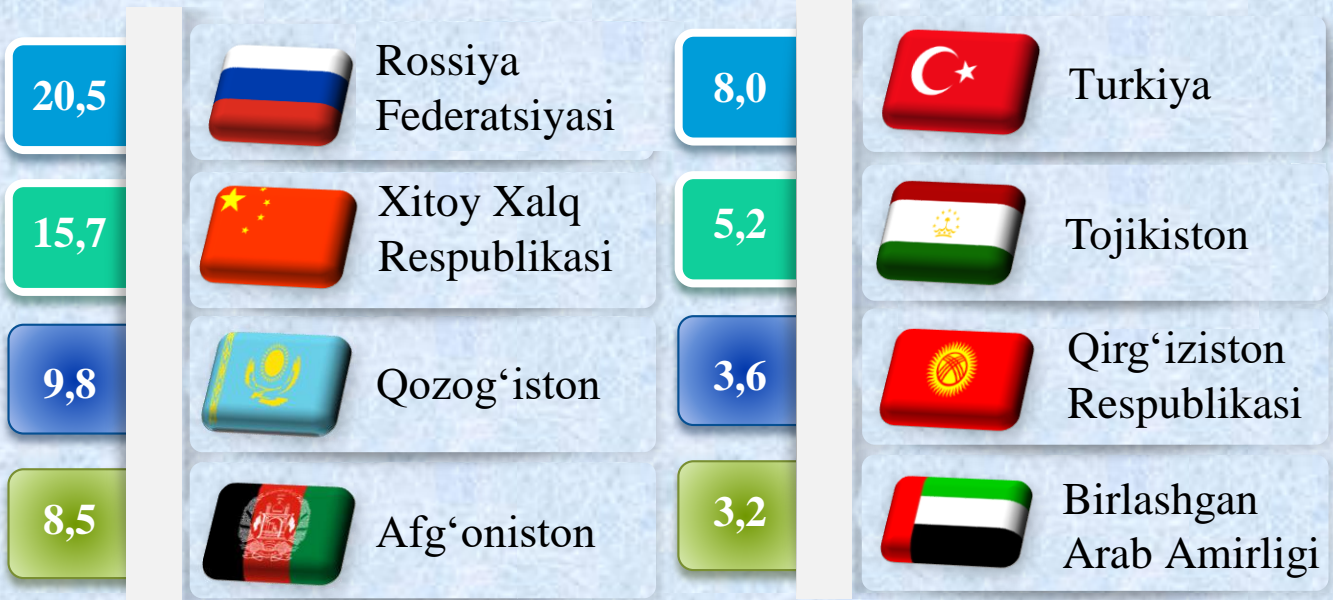 20,5
Rossiya
Federatsiyasi
15,7
Xitoy Xalq
Respublikasi
9,8
Qozog‘iston
8,5
Afg‘oniston
8,0
Turkiya
5,2
Tojikiston
3,6
Qirg‘iziston
Respublikasi
3,2
Birlashgan
Arab Amirligi